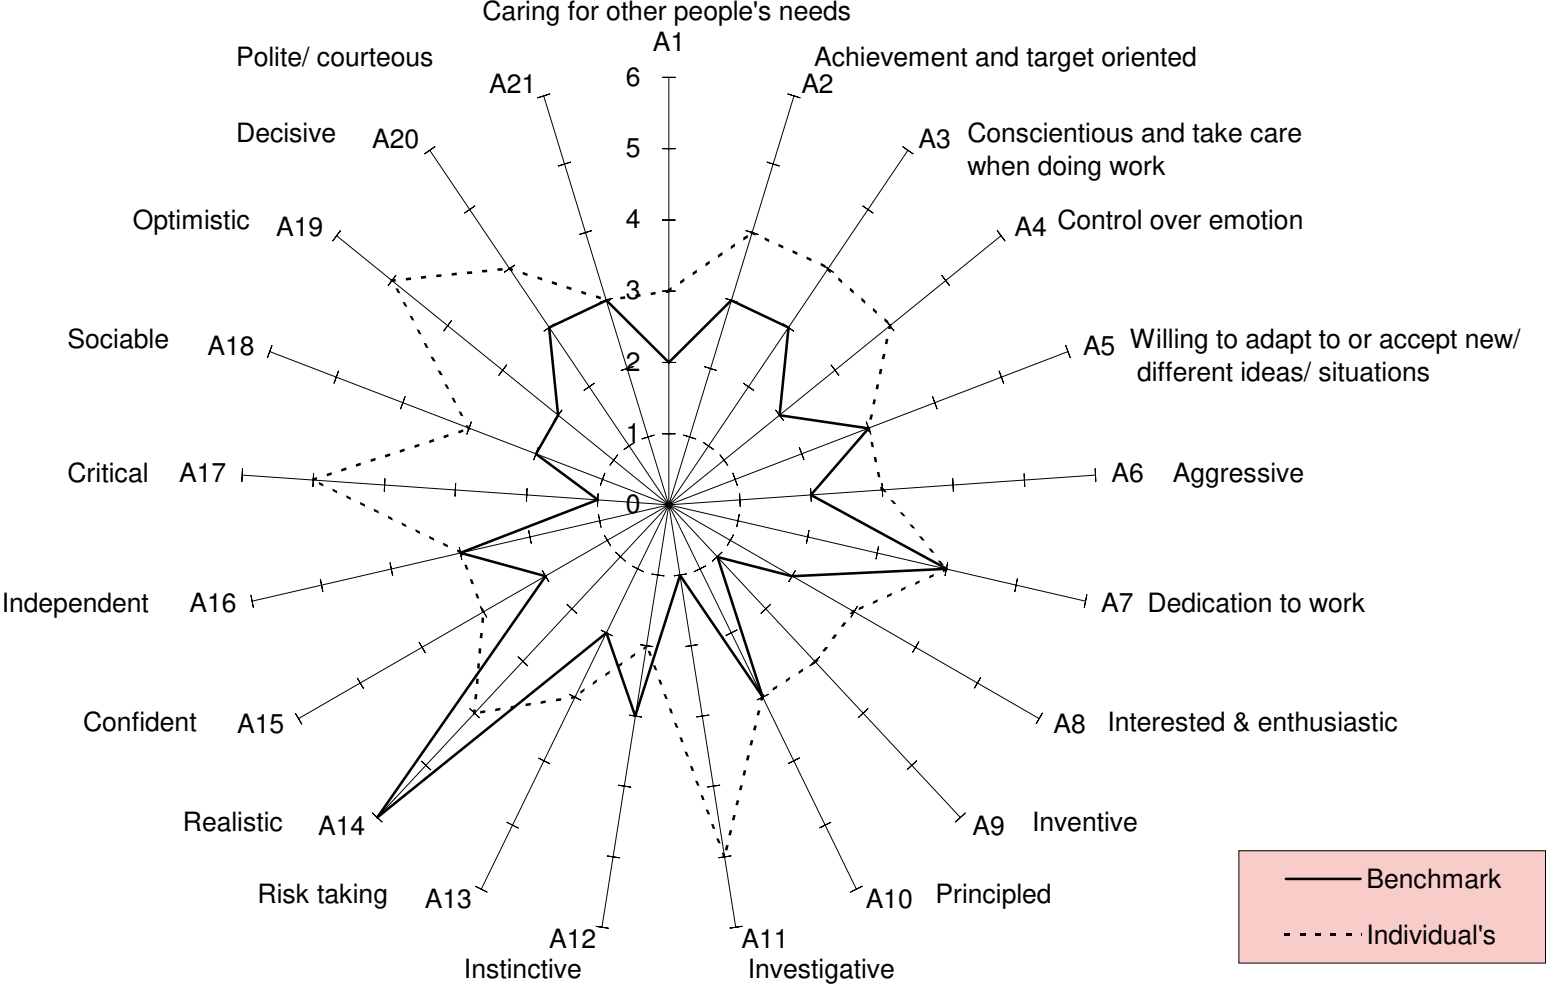 Caring for other people's needs
A1
Polite/ courteous
A21
Achievement and target oriented
A2
Decisive
A20
A3
Conscientious and take care
when doing work
Optimistic
A19
A4
Control over emotion
Sociable
A18
A5
Willing to adapt to or accept new/
different ideas/ situations
Critical
A17
A6
Aggressive
Independent
A16
A7
Dedication to work
Confident
A15
A8
Interested & enthusiastic
Realistic
A14
A9
Inventive
Risk taking
A13
A10
Principled
A12
Instinctive
A11
Investigative
6
5
4
3
2
1
0
Benchmark
Individual's